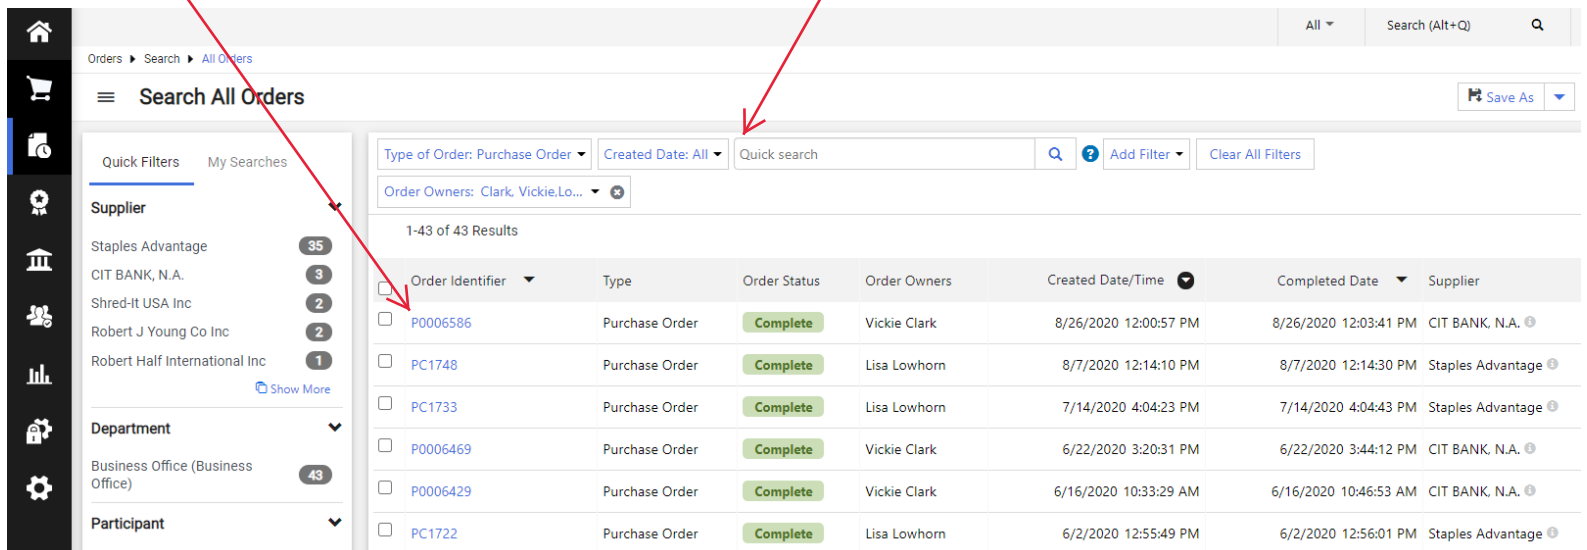 All Search (Alt+Q)
Orders Search All Orders
Search All Orders
Save As
Quick Filters My Searches
Type of Order: Purchase Order Created Date: All Quick search ? Add Filter Clear All Filters
Order Owners: Clark, Vickie,Lo...
Supplier
Staples Advantage 35
CIT BANK, N.A. 3
Shred-It USA Inc 2
Robert J Young Co Inc 2
Robert Half International Inc 1
Show More
Department
Business Office (Business
Office) 43
Participant
1-43 of 43 Results
Order Identifier Type Order Status Order Owners Created Date/Time Completed Date Supplier
P0006586 Purchase Order Complete Vickie Clark 8/26/2020 12:00:57 PM 8/26/2020 12:03:41 PM CIT BANK, N.A.
PC1748 Purchase Order Complete Lisa Lowhorn 8/7/2020 12:14:10 PM 8/7/2020 12:14:30 PM Staples Advantage
PC1733 Purchase Order Complete Lisa Lowhorn 7/14/2020 4:04:23 PM 7/14/2020 4:04:43 PM Staples Advantage
P0006469 Purchase Order Complete Vickie Clark 6/22/2020 3:20:31 PM 6/22/2020 3:44:12 PM CIT BANK, N.A.
P0006429 Purchase Order Complete Vickie Clark 6/16/2020 10:33:29 AM 6/16/2020 10:46:53 AM CIT BANK, N.A.
PC1722 Purchase Order Complete Lisa Lowhorn 6/2/2020 12:55:49 PM 6/2/2020 12:56:01 PM Staples Advantage